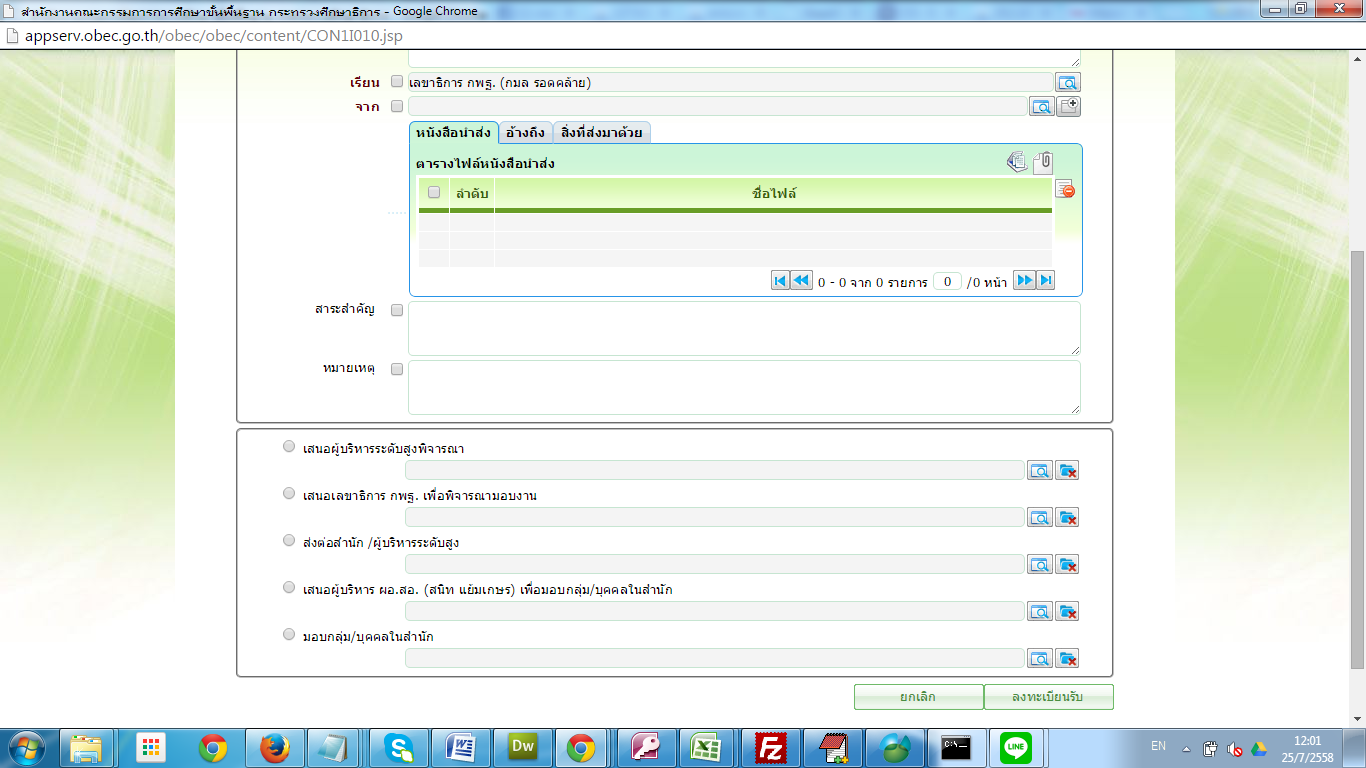 สำนักงานคณะกรรมการการศึกษาขั้นพื้นฐาน กระทรวงศึกษาธิการ - Google Chrome
appserv.obec.go.th/obec/obec/content/CON1I010.jsp
เรียน เลขาธิการ กพฐ. (กมล รอดคล้าย)
จาก
หนังสือนำส่ง อ้างถึง สิ่งที่ส่งมาด้วย
ตารางไฟล์หนังสือนำส่ง
ลำดับ ชื่อไฟล์
0 - 0 จาก 0 รายการ 0 /0 หน้า
สาระสำคัญ
หมายเหตุ
เสนอผู้บริหารระดับสูงพิจารณา
เสนอเลขาธิการ กพฐ. เพื่อพิจารณามอบงาน
ส่งต่อสำนัก /ผู้บริหารระดับสูง
เสนอผู้บริหาร ผอ.สอ. (สนิท แย้มเกษร) เพื่อมอบกลุ่ม/บุคคลในสำนัก
มอบกลุ่ม/บุคคลในสำนัก
ยกเลิก ลงทะเบียนรับ
Dw
Fz
C:\
LINE
EN
12:01
25/7/2558